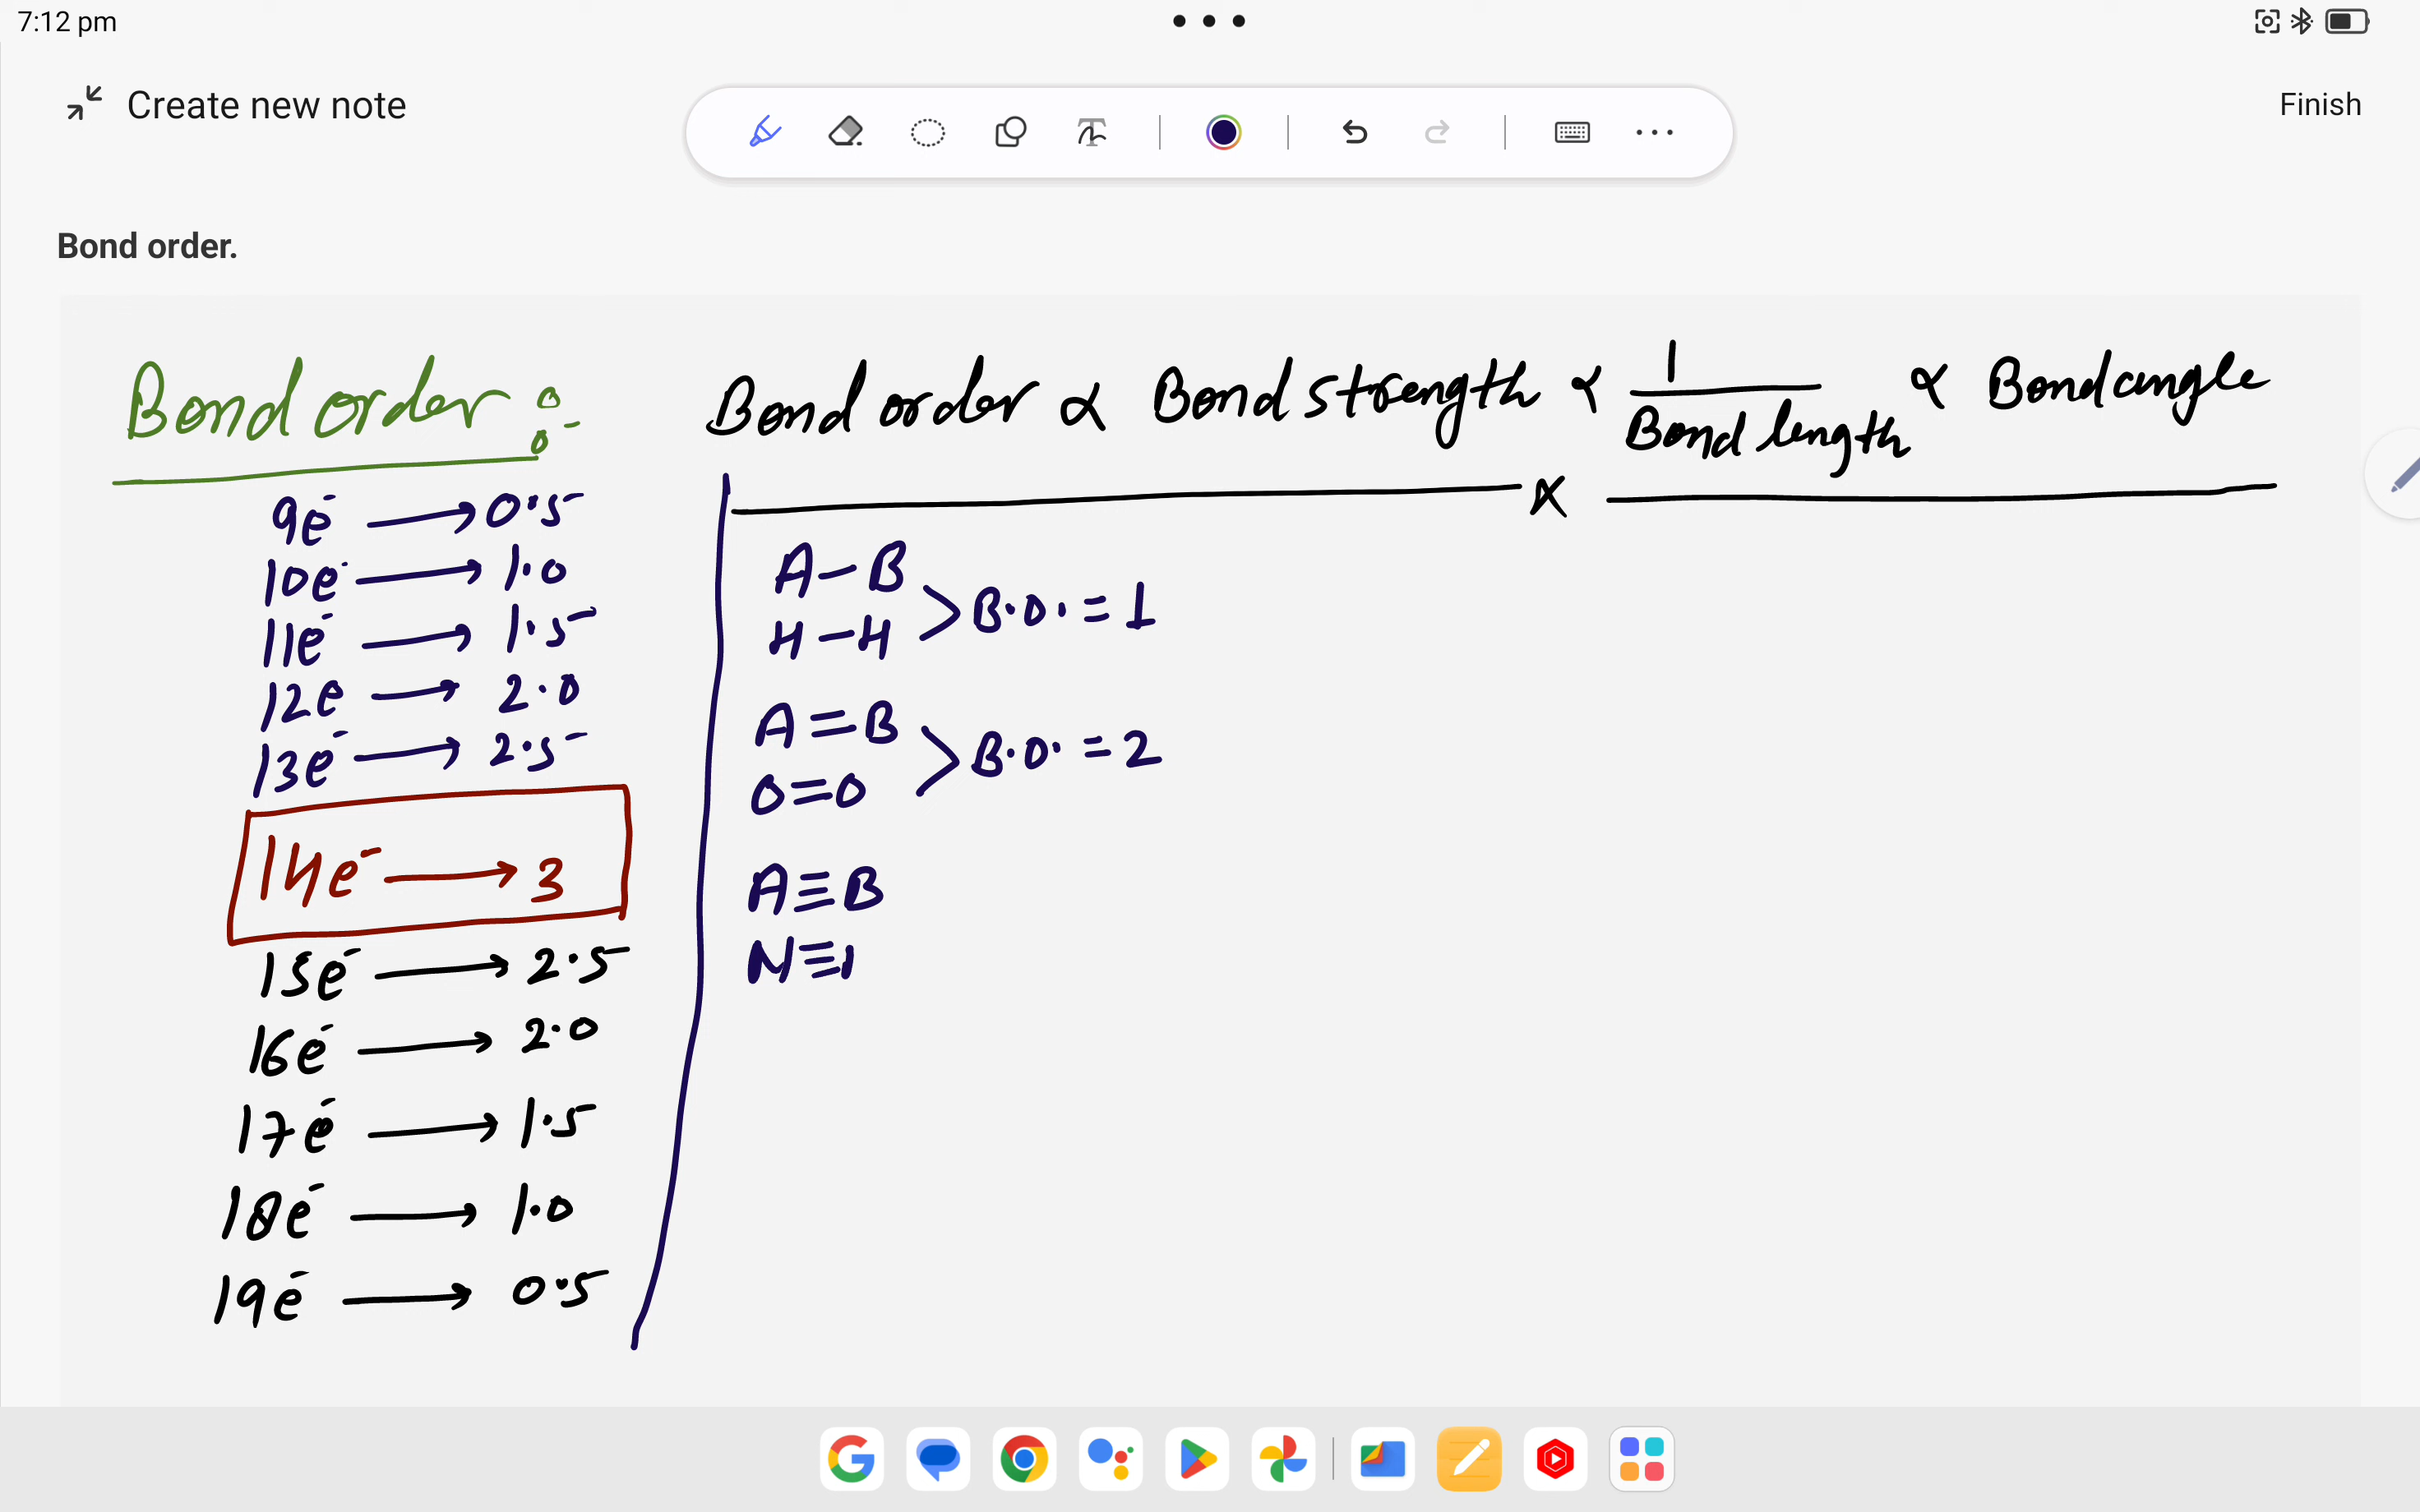 7:12 pm
Create new note
Finish
Bond order.
Bond order :-
9e⁻ → 0.5
10e⁻ → 1.0
11e⁻ → 1.5
12e → 2.0
13e⁻ → 2.5
14e⁻ → 3
15e⁻ → 2.5
16e⁻ → 2.0
17e⁻ → 1.5
18e⁻ → 1.0
19e⁻ → 0.5
Bond order ∝ Bond strength ∝ 1/Bond length ∝ Bond angle
x
A–B
H–H
> B.O. = 1
A=B
O=O
> B.O. = 2
A≡B
N≡